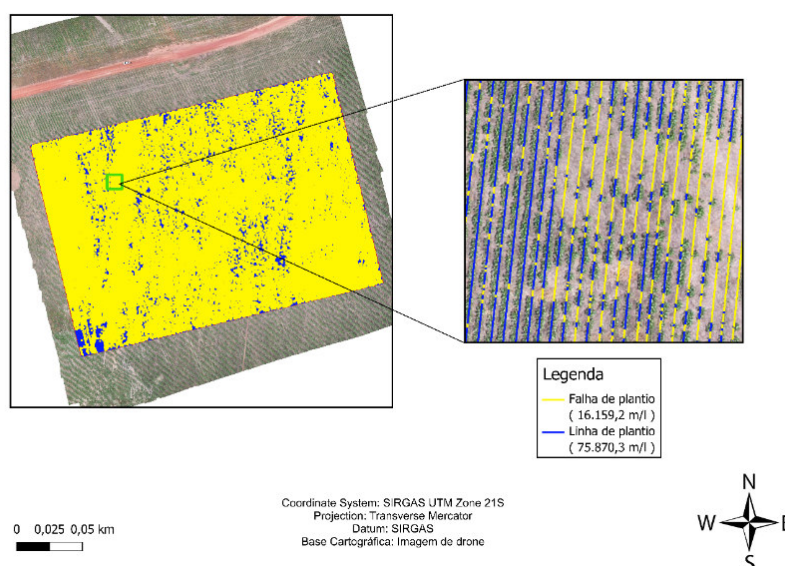 Legenda
Falha de plantio
( 16.159,2 m/l )
Linha de plantio
( 75.870,3 m/l )
0 0,025 0,05 km
Coordinate System: SIRGAS UTM Zone 21S
Projection: Transverse Mercator
Datum: SIRGAS
Base Cartográfica: Imagem de drone
N
W E
S